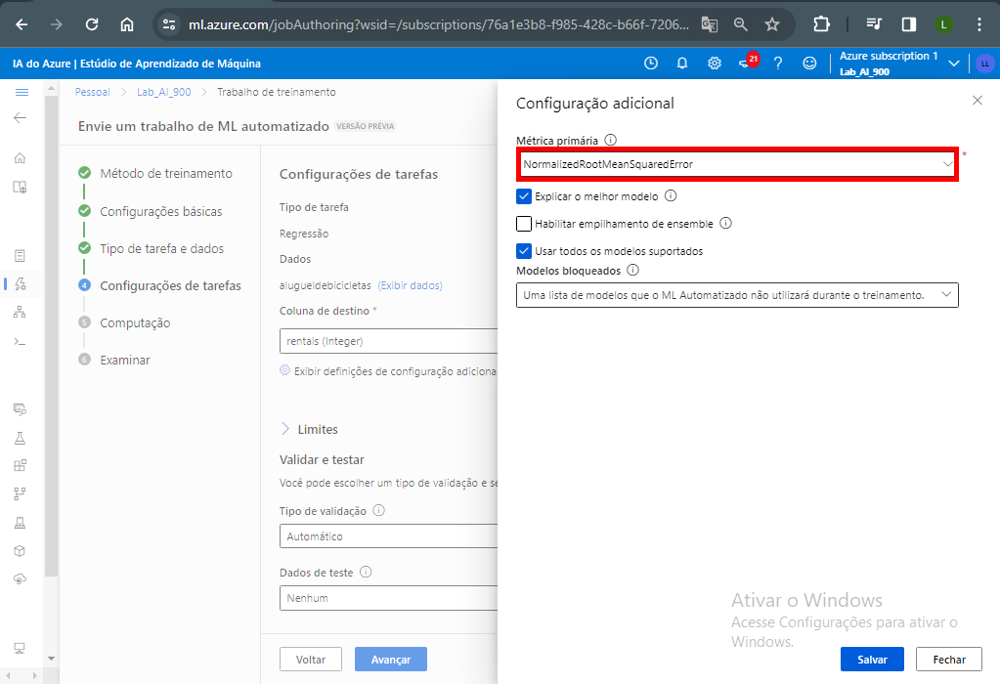 ml.azure.com/jobAuthoring?wsid=/subscriptions/76a1e3b8-f985-428c-b66f-7206...
L
IA do Azure | Estúdio de Aprendizado de Máquina
21
Azure subscription 1
Lab_AI_900
LL
Pessoal > Lab_AI_900 > Trabalho de treinamento
Envie um trabalho de ML automatizado VERSÃO PRÉVIA
Método de treinamento
Configurações básicas
Tipo de tarefa e dados
4 Configurações de tarefas
5 Computação
6 Examinar
Configurações de tarefas
Tipo de tarefa
Regressão
Dados
alugueldebicicletas (Exibir dados)
Coluna de destino *
rentals (Integer)
Exibir definições de configuração adiciona
Limites
Validar e testar
Você pode escolher um tipo de validação e se
Tipo de validação
Automático
Dados de teste
Nenhum
Voltar
Avançar
Configuração adicional
Métrica primária
NormalizedRootMeanSquaredError
*
Explicar o melhor modelo
Habilitar empilhamento de ensemble
Usar todos os modelos suportados
Modelos bloqueados
Uma lista de modelos que o ML Automatizado não utilizará durante o treinamento.
Ativar o Windows
Acesse Configurações para ativar o
Windows.
Salvar
Fechar